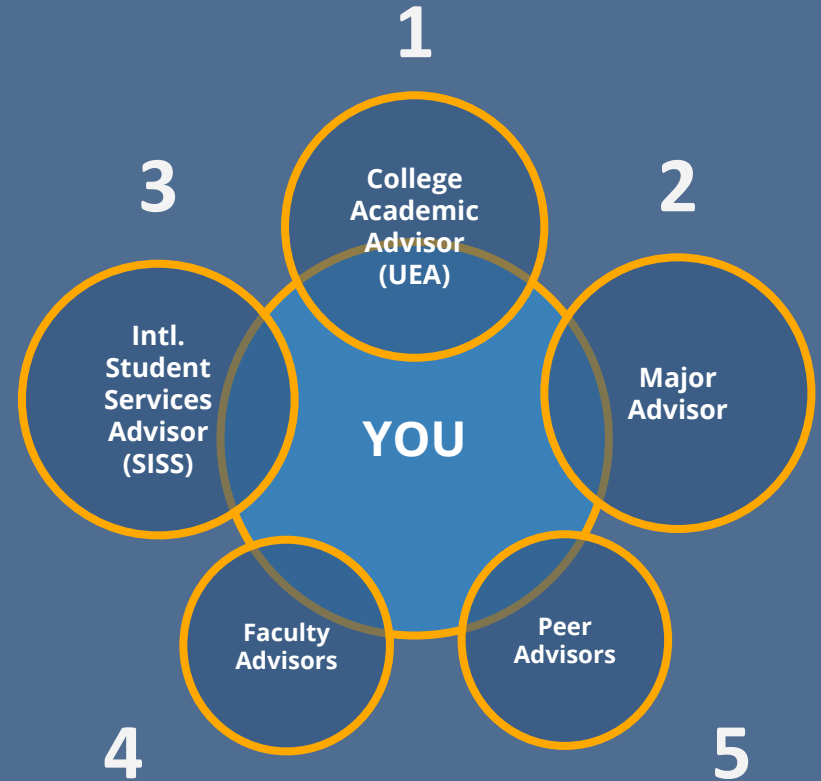 1
College
Academic
Advisor
(UEA)
2
Major
Advisor
3
Intl.
Student
Services
Advisor
(SISS)
YOU
Faculty
Advisors
4
Peer
Advisors
5